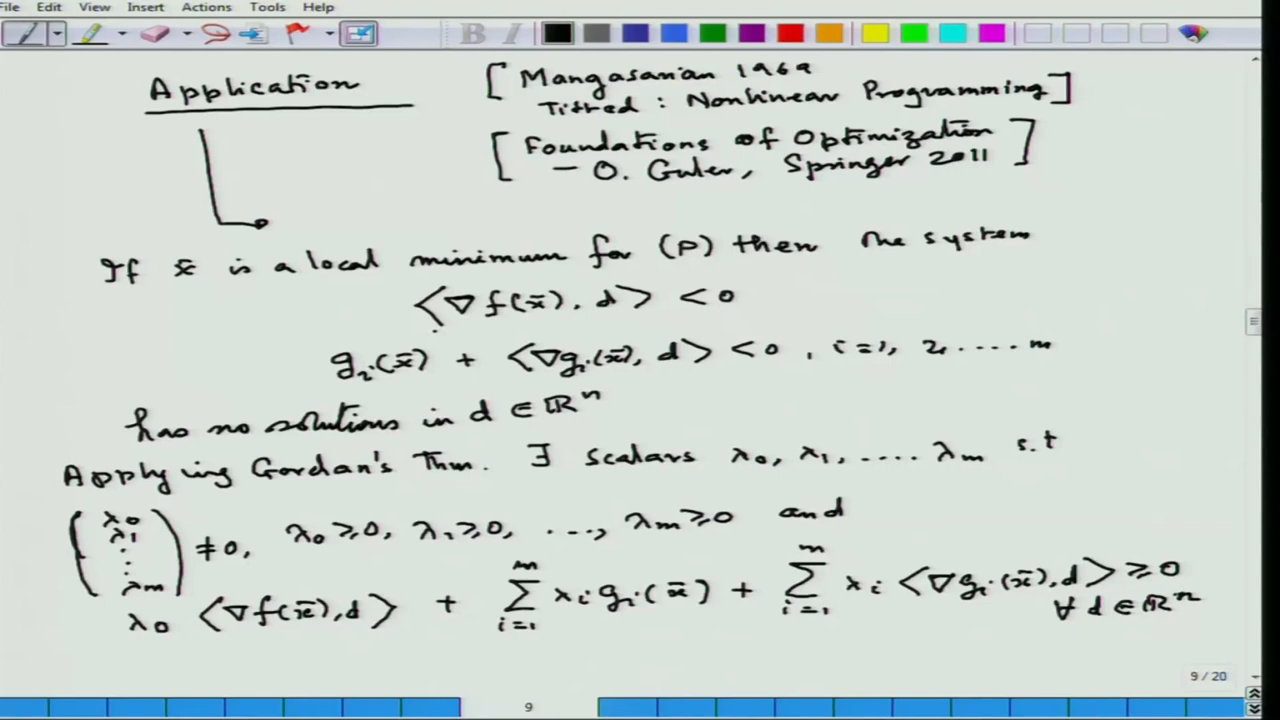 File Edit View Insert Actions Tools Help
Application
[Mangasarian 1969
Titled : Nonlinear Programming]
[Foundations of Optimization
– O. Guler, Springer 2011]
If x̄ is a local minimum for (P) then the system
⟨∇f(x̄), d⟩ < 0
gᵢ(x̄) + ⟨∇gᵢ(x̄), d⟩ < 0, i=1, 2, .... m
has no solutions in d ∈ ℝⁿ
Applying Gordan's Thm. ∃ scalars λ₀, λ₁, .... λₘ s.t
(λ₀ λ₁ ⋮ λₘ) ≠ 0, λ₀ ≥ 0, λ₁ ≥ 0, ..., λₘ ≥ 0 and
λ₀ ⟨∇f(x̄), d⟩ + ∑ᵢ₌₁ᵐ λᵢ gᵢ(x̄) + ∑ᵢ₌₁ᵐ λᵢ ⟨∇gᵢ(x̄), d⟩ ≥ 0
∀ d ∈ ℝⁿ
9 / 20
9